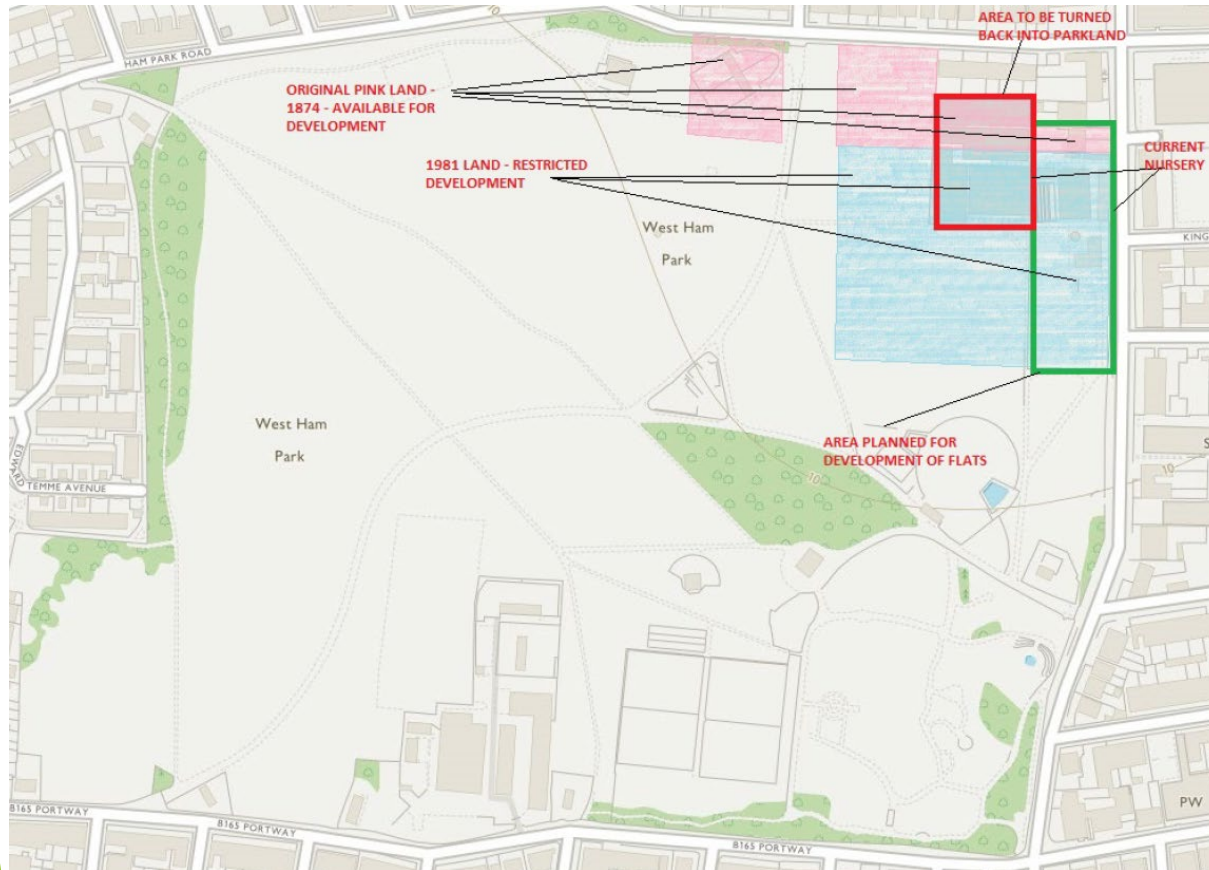 AREA TO BE TURNED
BACK INTO PARKLAND
HAM PARK ROAD
ORIGINAL PINK LAND -
1874 - AVAILABLE FOR
DEVELOPMENT
1981 LAND - RESTRICTED
DEVELOPMENT
CURRENT
NURSERY
West Ham
Park
KING
West Ham
Park
AREA PLANNED FOR
DEVELOPMENT OF FLATS
10
10
10
S
EDWARD
TEMME AVENUE
B165 PORTWAY
B165 PORTWAY
B165 PORTWAY
PW